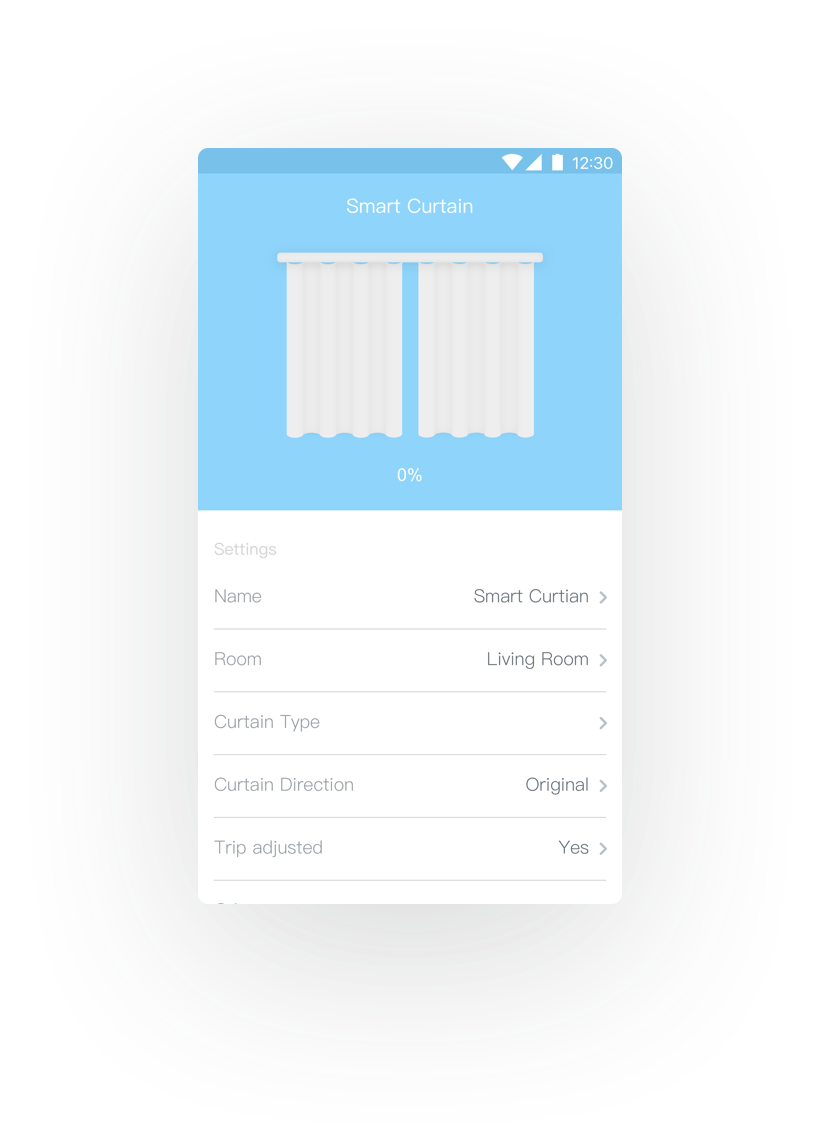 12:30
Smart Curtain
0%
Settings
Name Smart Curtian
Room Living Room
Curtain Type
Curtain Direction Original
Trip adjusted Yes